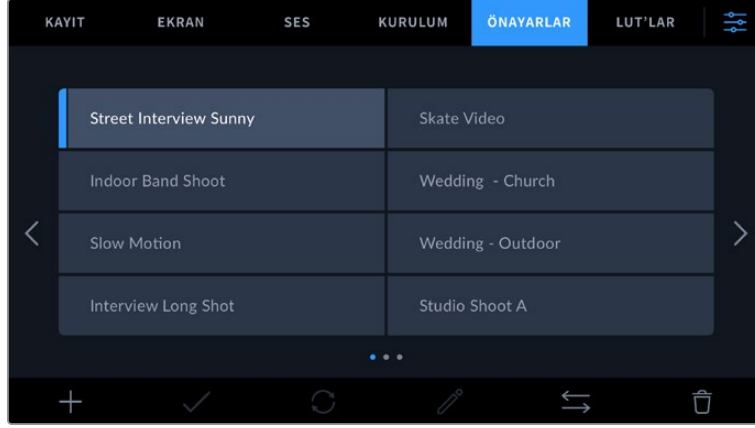 KAYIT EKRAN SES KURULUM ÖNAYARLAR LUT'LAR
Street Interview Sunny Skate Video
Indoor Band Shoot Wedding - Church
Slow Motion Wedding - Outdoor
Interview Long Shot Studio Shoot A